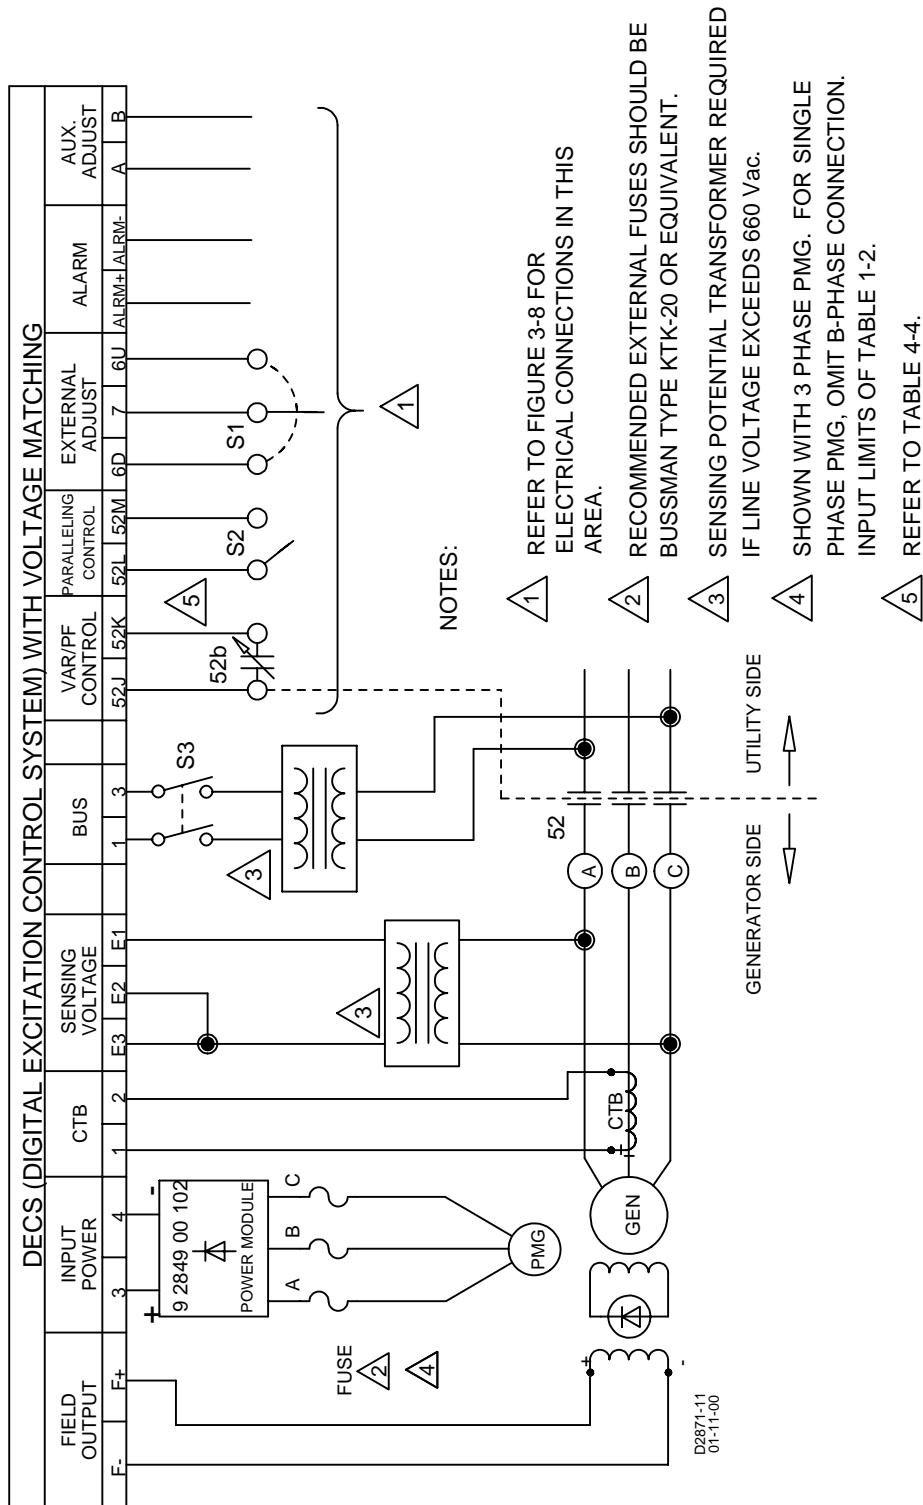 DECS (DIGITAL EXCITATION CONTROL SYSTEM) WITH VOLTAGE MATCHING
FIELD
OUTPUT
INPUT
POWER
CTB
SENSING
VOLTAGE
BUS
VAR/PF
CONTROL
PARALLELING
CONTROL
EXTERNAL
ADJUST
ALARM
AUX.
ADJUST
F- F+ 3 4 1 2 E3 E2 E1 1 3 52J 52K 52L 52M 6D 7 6U ALRM+ ALRM- A B
+ -
9 2849 00 102
POWER MODULE
A B C
FUSE
2
4
PMG
3
3
S3
5
52b
S2
S1
1
CTB
+
GEN
+
-
A
B
C
52
GENERATOR SIDE
UTILITY SIDE
D2871-11
01-11-00
NOTES:
1 REFER TO FIGURE 3-8 FOR
ELECTRICAL CONNECTIONS IN THIS
AREA.
2 RECOMMENDED EXTERNAL FUSES SHOULD BE
BUSSMAN TYPE KTK-20 OR EQUIVALENT.
3 SENSING POTENTIAL TRANSFORMER REQUIRED
IF LINE VOLTAGE EXCEEDS 660 Vac.
4 SHOWN WITH 3 PHASE PMG. FOR SINGLE
PHASE PMG, OMIT B-PHASE CONNECTION.
INPUT LIMITS OF TABLE 1-2.
5 REFER TO TABLE 4-4.